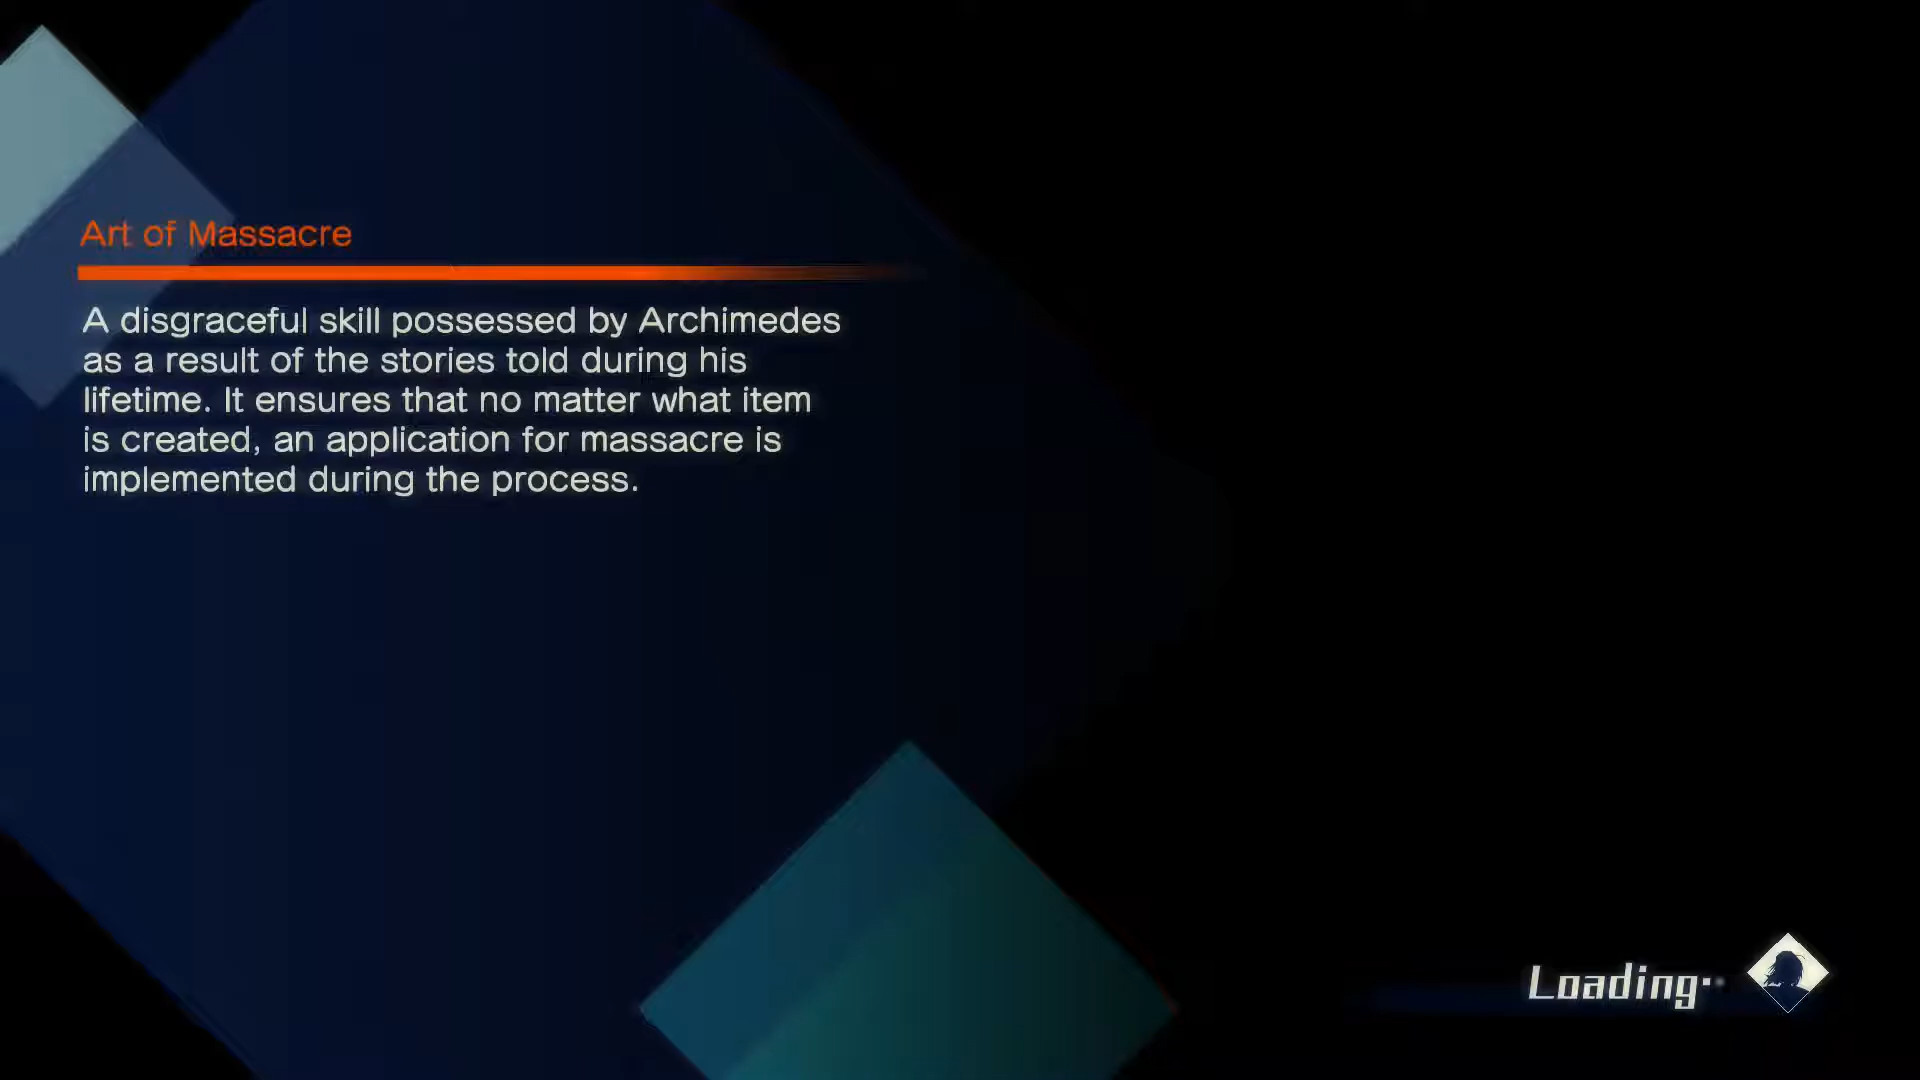 Art of Massacre
A disgraceful skill possessed by Archimedes
as a result of the stories told during his
lifetime. It ensures that no matter what item
is created, an application for massacre is
implemented during the process.
Loading··